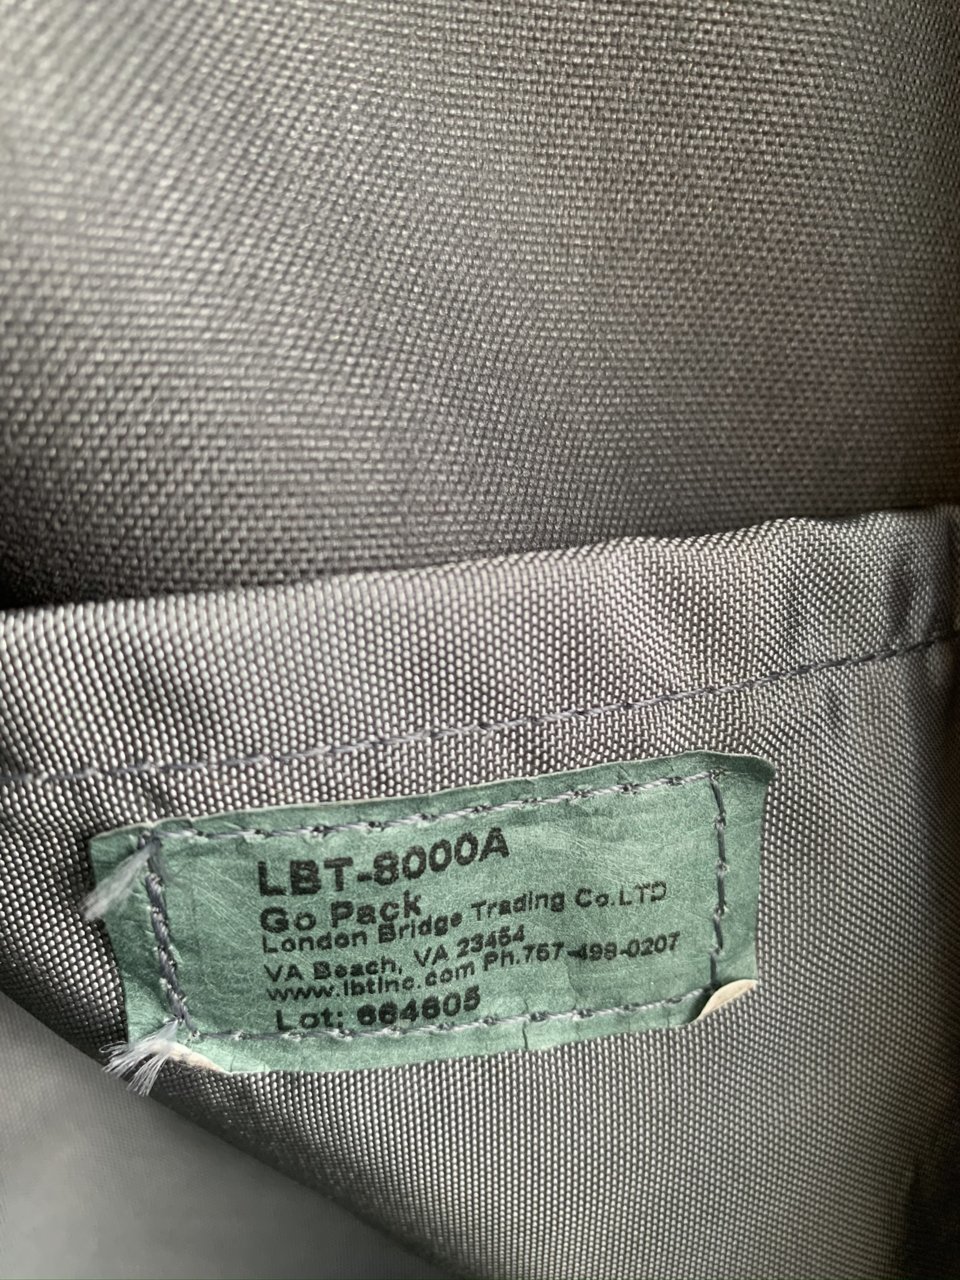 LBT-8000A
Go Pack
London Bridge Trading Co.LTD
VA Beach, VA 23454
www.lbtinc.com Ph.757-498-0207
Lot: 664605